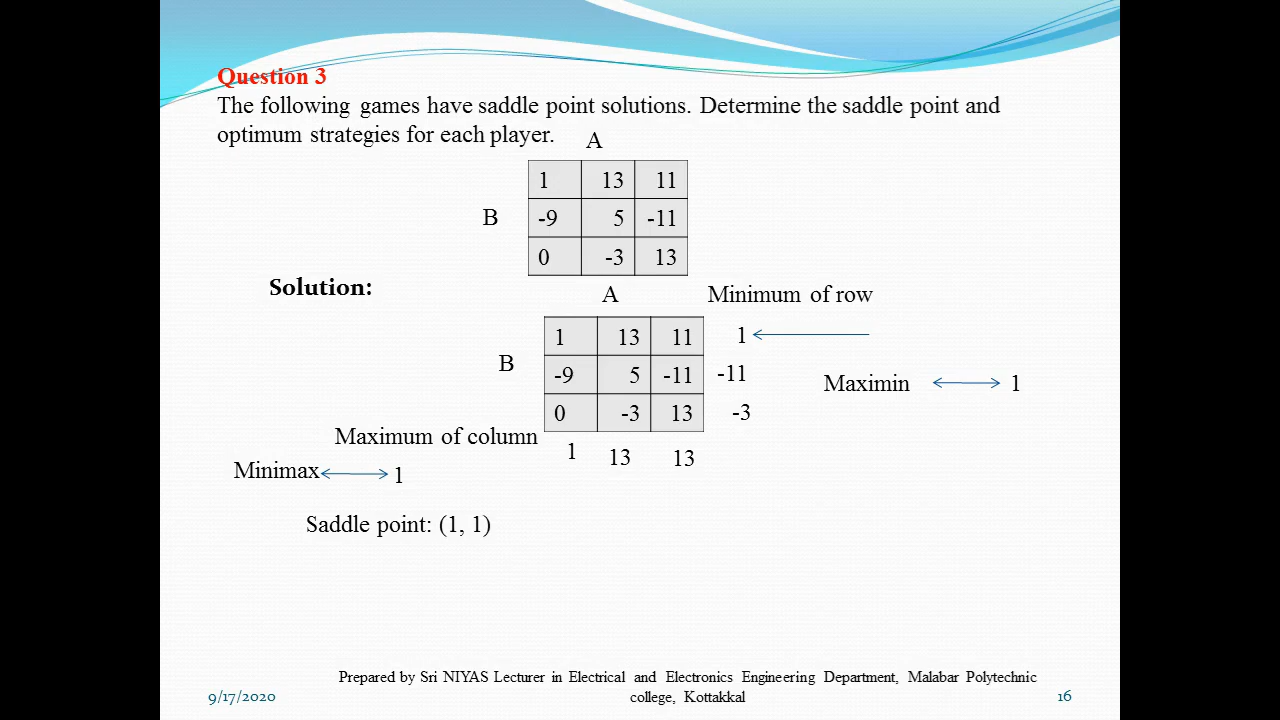 Question 3
The following games have saddle point solutions. Determine the saddle point and
optimum strategies for each player.
A
1 13 11
B -9 5 -11
0 -3 13
Solution:
A Minimum of row
1 13 11 1
B -9 5 -11 -11
Maximin 1
0 -3 13 -3
Maximum of column
1 13 13
Minimax 1
Saddle point: (1, 1)
Prepared by Sri NIYAS Lecturer in Electrical and Electronics Engineering Department, Malabar Polytechnic
college, Kottakkal
9/17/2020
16